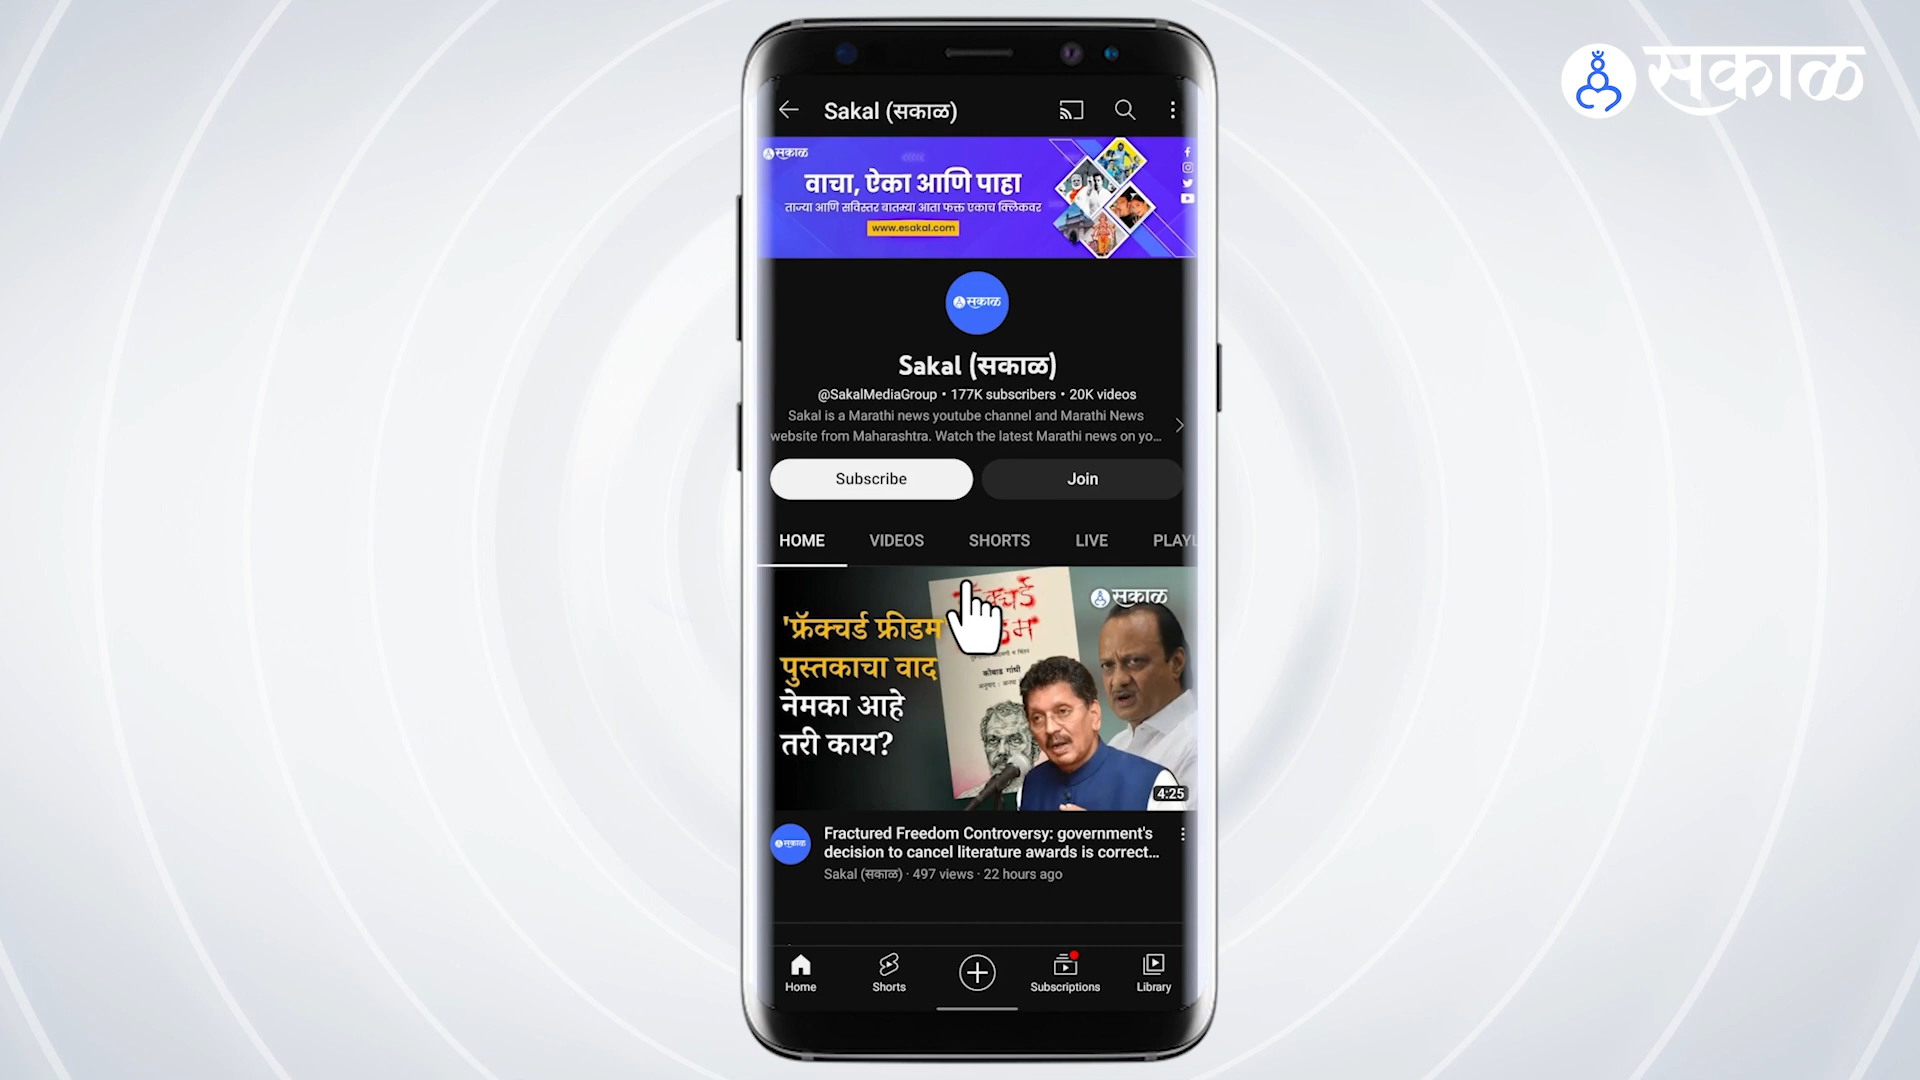 सकाळ
Sakal (सकाळ)
सकाळ
वाचा, ऐका आणि पाहा
ताज्या आणि सविस्तर बातम्या आता फक्त एकाच क्लिकवर
www.esakal.com
सकाळ
Sakal (सकाळ)
@SakalMediaGroup • 177K subscribers • 20K videos
Sakal is a Marathi news youtube channel and Marathi News
website from Maharashtra. Watch the latest Marathi news on yo...
Subscribe
Join
HOME VIDEOS SHORTS LIVE PLAYL
सकाळ
'फ्रॅक्चर्ड फ्रीडम
पुस्तकाचा वाद
नेमका आहे
तरी काय?
कोबाड गांधी
4:25
सकाळ
Fractured Freedom Controversy: government's
decision to cancel literature awards is correct...
Sakal (सकाळ) · 497 views · 22 hours ago
Home Shorts Subscriptions Library